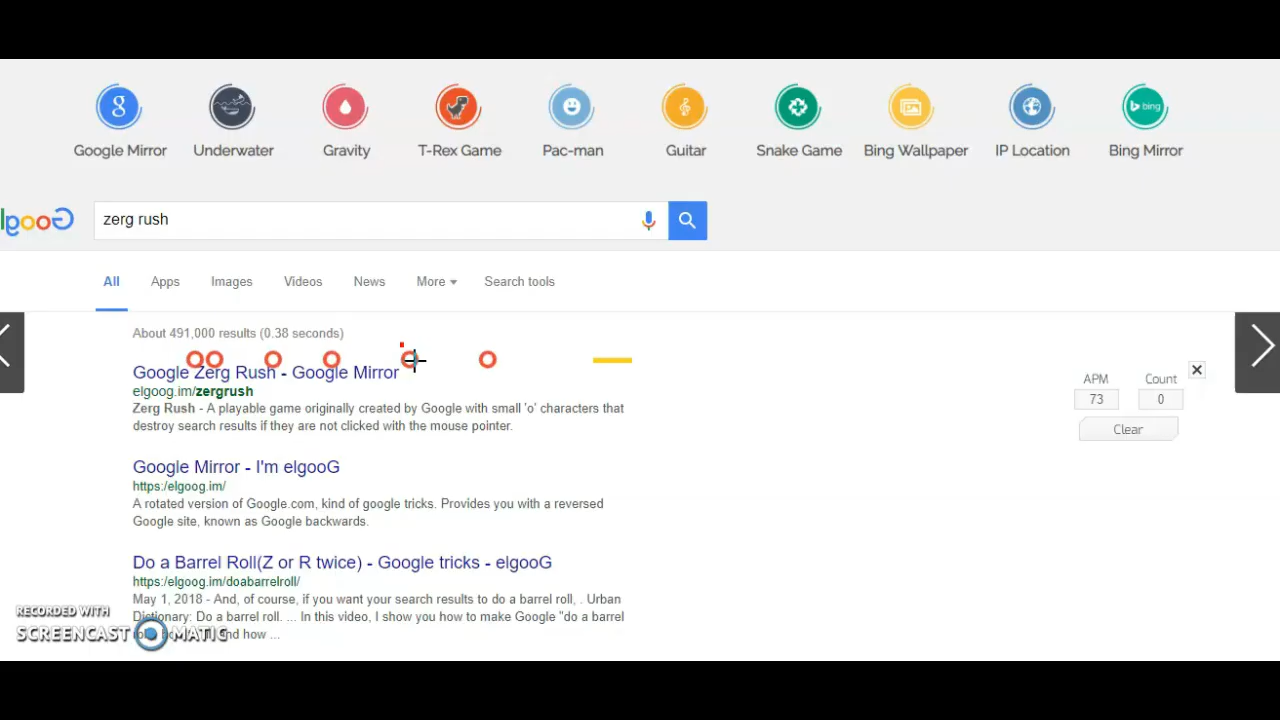 Google Mirror
Underwater
Gravity
T-Rex Game
Pac-man
Guitar
Snake Game
Bing Wallpaper
IP Location
Bing Mirror
g
bing
elgooG
zerg rush
All
Apps
Images
Videos
News
More
Search tools
About 491,000 results (0.38 seconds)
Google Zerg Rush - Google Mirror
elgoog.im/zergrush
Zerg Rush - A playable game originally created by Google with small 'o' characters that
destroy search results if they are not clicked with the mouse pointer.
APM
Count
73
0
Clear
Google Mirror - I'm elgooG
https:/elgoog.im/
A rotated version of Google.com, kind of google tricks. Provides you with a reversed
Google site, known as Google backwards.
Do a Barrel Roll(Z or R twice) - Google tricks - elgooG
https:/elgoog.im/doabarrelroll/
May 1, 2018 - And, of course, if you want your search results to do a barrel roll, . Urban
Dictionary: Do a barrel roll. ... In this video, I show you how to make Google "do a barrel
and how ...
RECORDED WITH
SCREENCAST MATIC